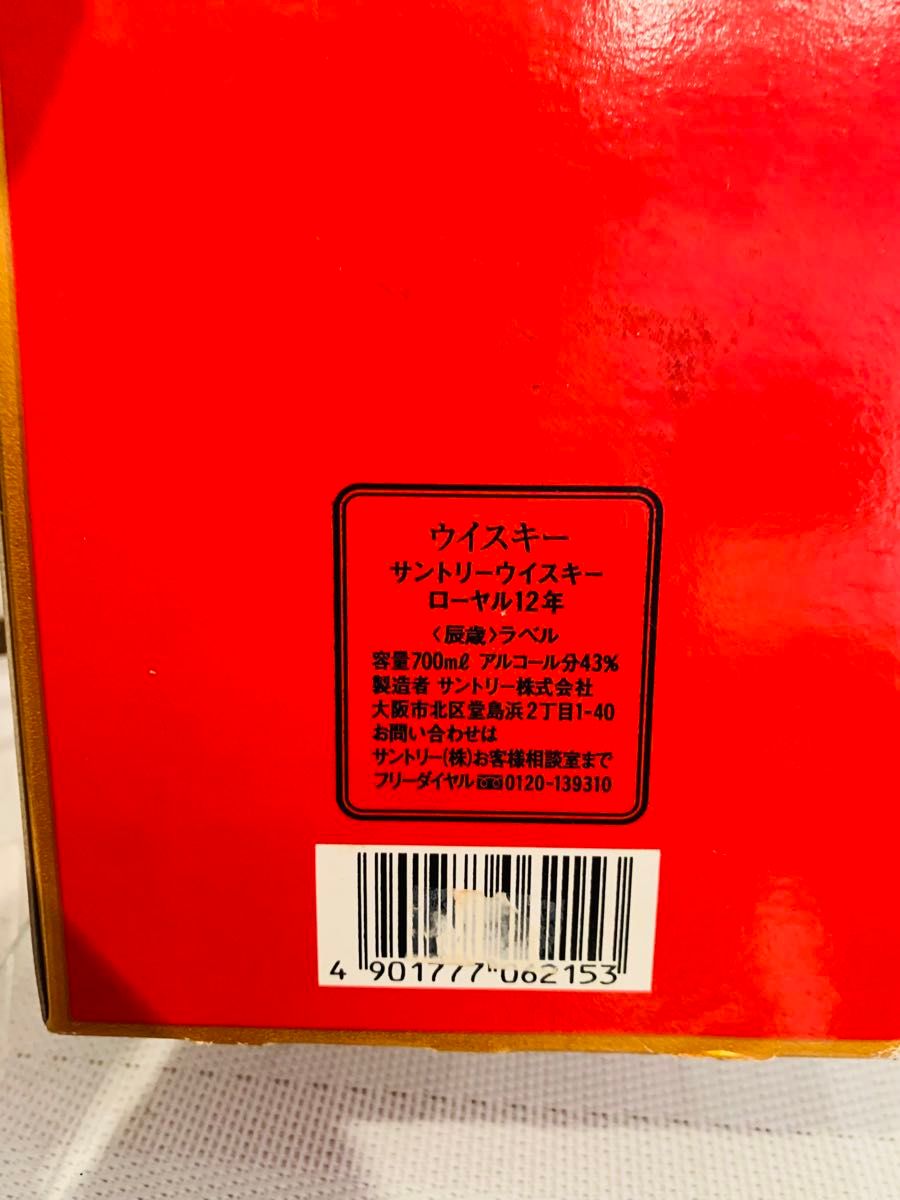 ウイスキー
サントリーウイスキー
ローヤル12年
〈辰歳〉ラベル
容量700mℓ アルコール分43%
製造者 サントリー株式会社
大阪市北区堂島浜2丁目1-40
お問い合わせは
サントリー(株)お客様相談室まで
フリーダイヤル 0120-139310
4 901777 062153